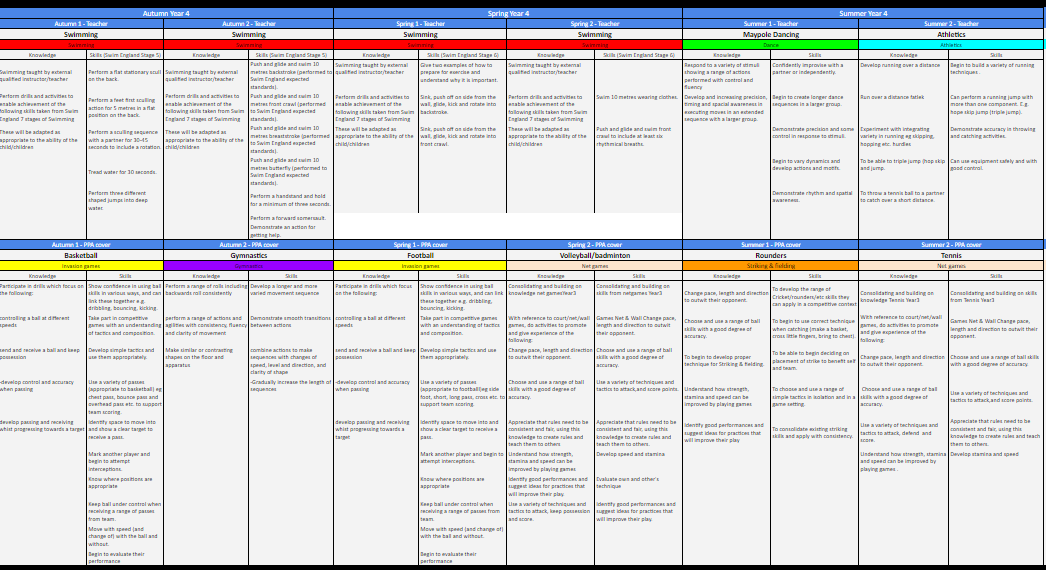 Autumn Year 4
Spring Year 4
Summer Year 4
Autumn 1 - Teacher
Autumn 2 - Teacher
Spring 1 - Teacher
Spring 2 - Teacher
Summer 1 - Teacher
Summer 2 - Teacher
Swimming
Swimming
Swimming
Swimming
Maypole Dancing
Athletics
Swimming
Swimming
Swimming
Swimming
Dance
Athletics
Knowledge
Skills (Swim England Stage 5)
Knowledge
Skills (Swim England Stage 5)
Knowledge
Skills (Swim England Stage 6)
Knowledge
Skills (Swim England Stage 6)
Knowledge
Skills
Knowledge
Skills
Swimming taught by external
qualified instructor/teacher
Perform drills and activities to
enable achievement of the
following skills taken from Swim
England 7 stages of Swimming
These will be adapted as
appropriate to the ability of the
child/children
Perform a flat stationary scull
on the back.
Perform a feet first sculling
action for 5 metres in a flat
position on the back.
Perform a sculling sequence
with a partner for 30-45
seconds to include a rotation.
Tread water for 30 seconds.
Perform three different
shaped jumps into deep
water.
Swimming taught by external
qualified instructor/teacher
Perform drills and activities to
enable achievement of the
following skills taken from Swim
England 7 stages of Swimming
These will be adapted as
appropriate to the ability of the
child/children
Push and glide and swim 10
metres backstroke (performed to
Swim England expected
standards).
Push and glide and swim 10
metres front crawl (performed
to Swim England expected
standards).
Push and glide and swim 10
metres breaststroke (performed
to Swim England expected
standards).
Push and glide and swim 10
metres butterfly (performed to
Swim England expected
standards).
Perform a handstand and hold
for a minimum of three seconds.
Perform a forward somersault.
Demonstrate an action for
getting help.
Swimming taught by external
qualified instructor/teacher
Perform drills and activities to
enable achievement of the
following skills taken from Swim
England 7 stages of Swimming
These will be adapted as
appropriate to the ability of the
child/children
Give two examples of how to
prepare for exercise and
understand why it is important.
Sink, push off on side from the
wall, glide, kick and rotate into
backstroke.
Sink, push off on side from the
wall, glide, kick and rotate into
front crawl.
Swimming taught by external
qualified instructor/teacher
Perform drills and activities to
enable achievement of the
following skills taken from Swim
England 7 stages of Swimming
These will be adapted as
appropriate to the ability of the
child/children
Swim 10 metres wearing clothes.
Push and glide and swim front
crawl to include at least six
rhythmical breaths.
Respond to a variety of stimuli
showing a range of actions
performed with control and
fluency
Develop and increasing precision,
timing and spatial awareness in
executing moves in an extended
sequence with a larger group.
Confidently improvise with a
partner or independently.
Begin to create longer dance
sequences in a larger group.
Demonstrate precision and some
control in response to stimuli.
Begin to vary dynamics and
develop actions and motifs.
Demonstrate rhythm and spatial
awareness.
Develop running over a distance
Run over a distance fatlek
Experiment with integrating
variety in running eg skipping,
hopping etc. hurdles
To be able to triple jump (hop skip
and jump.
To throw a tennis ball to a partner
to catch over a short distance.
Begin to build a variety of running
techniques .
Can perform a running jump with
more than one component. E.g.
hop skip jump (triple jump).
Demonstrate accuracy in throwing
and catching activities.
Can use equipment safely and with
good control.
Autumn 1 - PPA cover
Autumn 2 - PPA cover
Spring 1 - PPA cover
Spring 2 - PPA cover
Summer 1 - PPA cover
Summer 2 - PPA cover
Basketball
Gymnastics
Football
Volleyball/badminton
Rounders
Tennis
Invasion games
Gymnastics
Invasion games
Net games
Striking & Fielding
Net games
Knowledge
Skills
Knowledge
Skills
Knowledge
Skills
Knowledge
Skills
Knowledge
Skills
Knowledge
Skills
Participate in drills which focus on
the following:
controlling a ball at different
speeds
send and receive a ball and keep
possession
-develop control and accuracy
when passing
develop passing and receiving
whist progressing towards a target
Show confidence in using ball
skills in various ways, and can
link these together e.g.
dribbling, bouncing, kicking.
Take part in competitive
games with an understanding
of tactics and composition.
Develop simple tactics and
use them appropriately.
Use a variety of passes
(appropriate to basketball) eg
chest pass, bounce pass and
overhead pass etc. to support
team scoring.
Identify space to move into
and show a clear target to
receive a pass.
Mark another player and
begin to attempt
interceptions.
Know where positions are
appropriate
Keep ball under control when
receiving a range of passes
from team.
Move with speed (and
change of) with the ball and
without.
Begin to evaluate their
performance
Perform a range of rolls including
backwards roll consistently
perform a range of actions and
agilities with consistency, fluency
and clarity of movement
Make similar or contrasting
shapes on the floor and
apparatus
Develop a longer and more
varied movement sequence
Demonstrate smooth transitions
between actions
combine actions to make
sequences with changes of
speed, level and direction, and
clarity of shape
-Gradually increase the length of
sequences
Participate in drills which focus
on the following:
controlling a ball at different
speeds
send and receive a ball and
keep possession
-develop control and accuracy
when passing
develop passing and receiving
whist progressing towards a
target
Show confidence in using ball
skills in various ways, and can
link these together e.g. dribbling,
bouncing, kicking.
Take part in competitive games
with an understanding of tactics
and composition.
Develop simple tactics and use
them appropriately.
Use a variety of passes
(appropriate to football)eg side
foot, short, long pass, cross etc. to
support team scoring.
Identify space to move into and
show a clear target to receive a
pass.
Mark another player and begin to
attempt interceptions.
Know where positions are
appropriate
Keep ball under control when
receiving a range of passes from
team.
Move with speed (and change of)
with the ball and without.
Begin to evaluate their
performance
Consolidating and building on
knowledge net games/Year3
With reference to court/net/wall
games, do activities to promote
and give experience of the
following:
Change pace, length and direction
to outwit their opponent.
Choose and use a range of ball
skills with a good degree of
accuracy.
Appreciate that rules need to be
consistent and fair, using this
knowledge to create rules and
teach them to others
Understand how strength,
stamina and speed can be
improved by playing games
Identify good performances and
suggest ideas for practices that
will improve their play.
Use a variety of techniques and
tactics to attack, keep possession
and score.
Consolidating and building on
skills from netgames Year3
Games Net & Wall Change pace,
length and direction to outwit their
opponent.
Choose and use a range of ball
skills with a good degree of
accuracy.
Use a variety of techniques and
tactics to attack,and score points.
Appreciate that rules need to be
consistent and fair, using this
knowledge to create rules and
teach them to others
Develop speed and stamina
Evaluate own and other's
technique
Identify good performances and
suggest ideas for practices that
will improve their play.
Change pace, length and direction
to outwit their opponent.
Choose and use a range of ball
skills with a good degree of
accuracy.
To begin to develop proper
technique for Striking & fielding.
Understand how strength,
stamina and speed can be
improved by playing games
Identify good performances and
suggest ideas for practices that
will improve their play
To develop the range of
Cricket/rounders/etc skills they
can apply in a competitive context
To begin to use correct technique
when catching (make a basket,
cross little fingers, bring to chest).
To be able to begin deciding on
placement of strike to benefit self
and team.
To choose and use a range of
simple tactics in isolation and in a
game setting.
To consolidate existing striking
skills and apply with consistency.
Consolidating and building on
knowledge Tennis Year3
With reference to court/net/wall
games, do activities to promote
and give experience of the
following:
Change pace, length and direction
to outwit their opponent.
Choose and use a range of ball
skills with a good degree of
accuracy.
Use a variety of techniques and
tactics to attack, defend and
score.
Understand how strength, stamina
and speed can be improved by
playing games .
Consolidating and building on skills
from Tennis Year3
Games Net & Wall Change pace,
length and direction to outwit their
opponent.
Choose and use a range of ball skills
with a good degree of accuracy.
Use a variety of techniques and
tactics to attack,and score points.
Appreciate that rules need to be
consistent and fair, using this
knowledge to create rules and teach
them to others
Develop stamina and speed